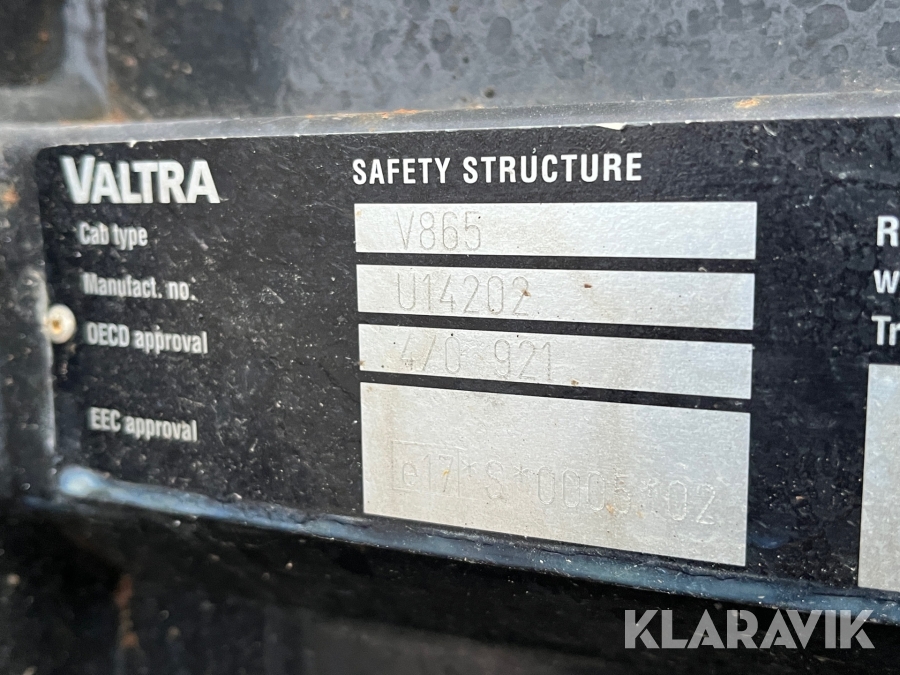 VALTRA
SAFETY STRUCTURE
Cab type V865
Manufact. no. U14202
OECD approval 4/0 921
EEC approval
e17*S*0005*02
R
w
Tr
KLARAVIK